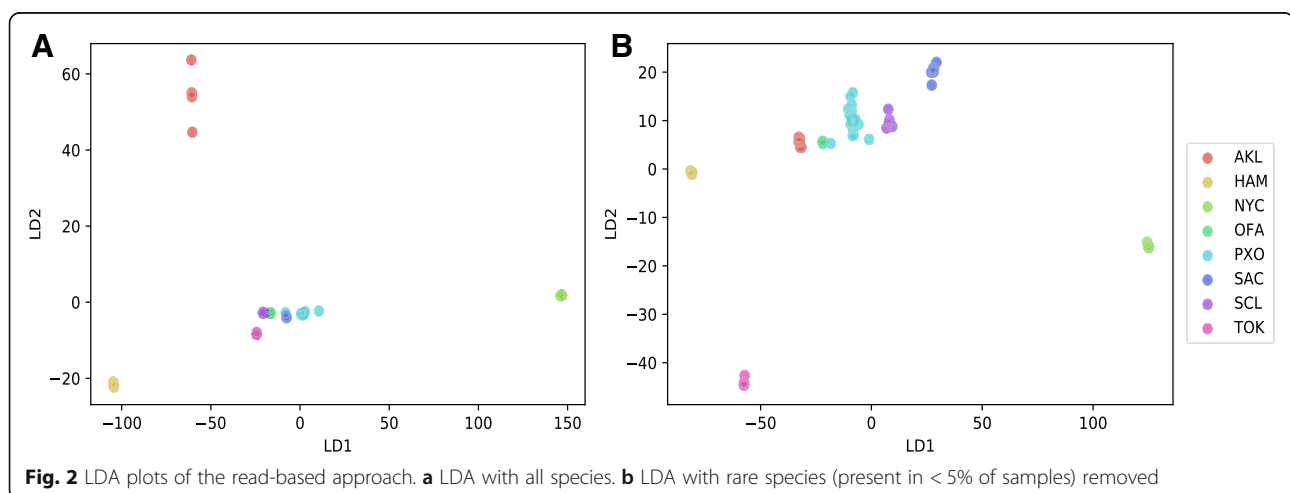 A
B
60
40
20
0
−20
LD2
−100
−50
0
50
100
150
LD1
20
10
0
−10
−20
−30
−40
LD2
−50
0
50
100
LD1
AKL
HAM
NYC
OFA
PXO
SAC
SCL
TOK
Fig. 2 LDA plots of the read-based approach. a LDA with all species. b LDA with rare species (present in < 5% of samples) removed